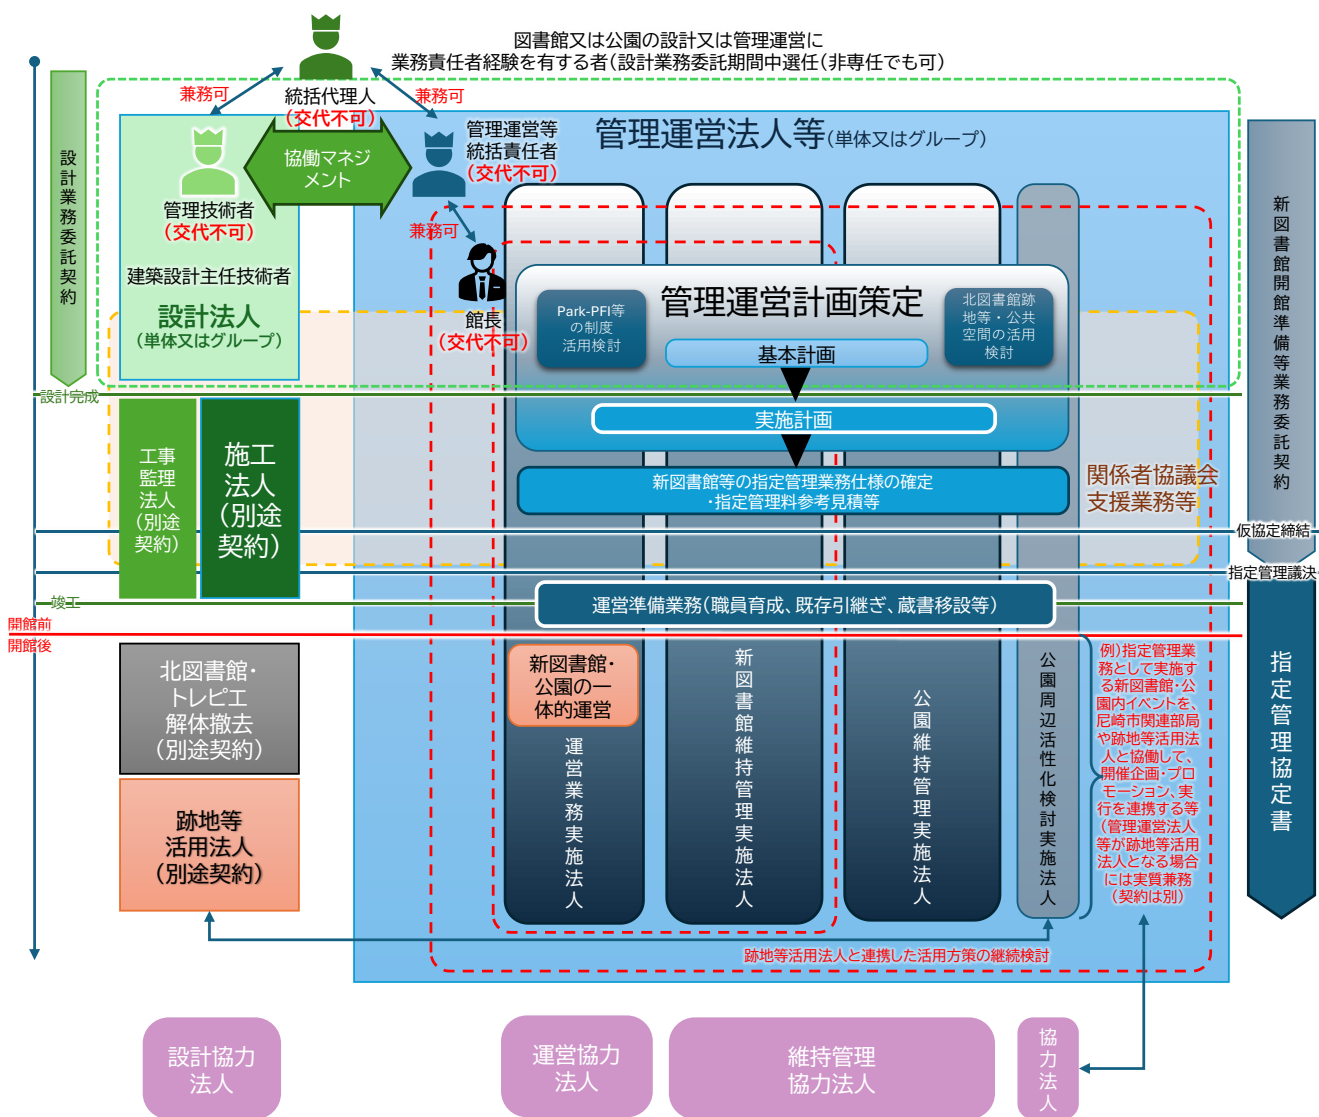 図書館又は公園の設計又は管理運営に
業務責任者経験を有する者(設計業務委託期間中選任(非専任でも可)
兼務可
統括代理人
(交代不可)
兼務可
設計業務委託契約
管理技術者
(交代不可)
建築設計主任技術者
設計法人
(単体又はグループ)
協働マネジ
メント
管理運営等
統括責任者
(交代不可)
管理運営法人等(単体又はグループ)
兼務可
館長
(交代不可)
Park-PFI等
の制度
活用検討
管理運営計画策定
北図書館跡
地等・公共
空間の活用
検討
基本計画
設計完成
実施計画
新図書館等の指定管理業務仕様の確定
・指定管理料参考見積等
関係者協議会
支援業務等
新図書館開館準備等業務委託契約
工事
監理
法人
(別途
契約)
施工
法人
(別途
契約)
仮協定締結
指定管理議決
竣工
運営準備業務(職員育成、既存引継ぎ、蔵書移設等)
開館前
開館後
北図書館・
トレピエ
解体撤去
(別途契約)
跡地等
活用法人
(別途契約)
新図書館・
公園の一
体的運営
運営業務実施法人
新図書館維持管理実施法人
公園維持管理実施法人
公園周辺活性化検討実施法人
例)指定管理業
務として実施す
る新図書館・公
園内イベントを、
尼崎市関連部局
や跡地等活用法
人と協働して、
開催企画・プロ
モーション、実
行を連携する等
(管理運営法人
等が跡地等活用
法人となる場合
には実質兼務
(契約は別)
指定管理協定書
跡地等活用法人と連携した活用方策の継続検討
設計協力
法人
運営協力
法人
維持管理
協力法人
協力法人